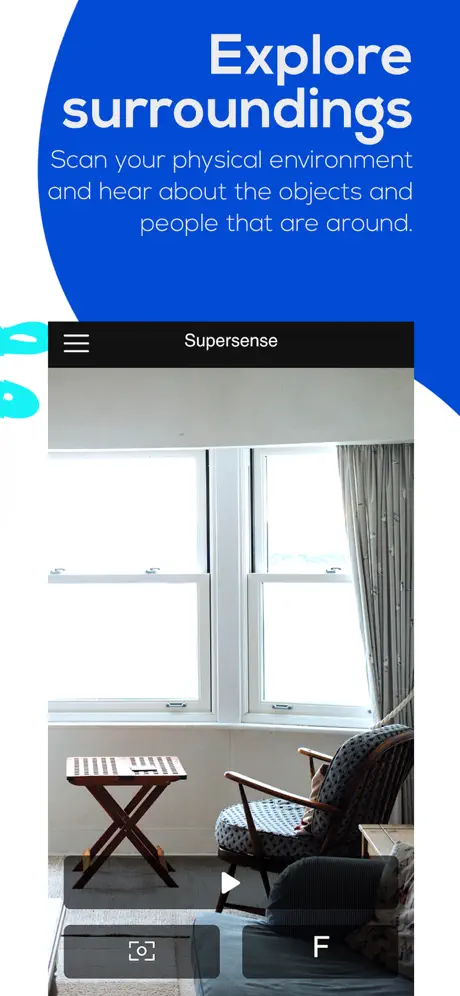 Explore
surroundings
Scan your physical environment
and hear about the objects and
people that are around.
Supersense
F